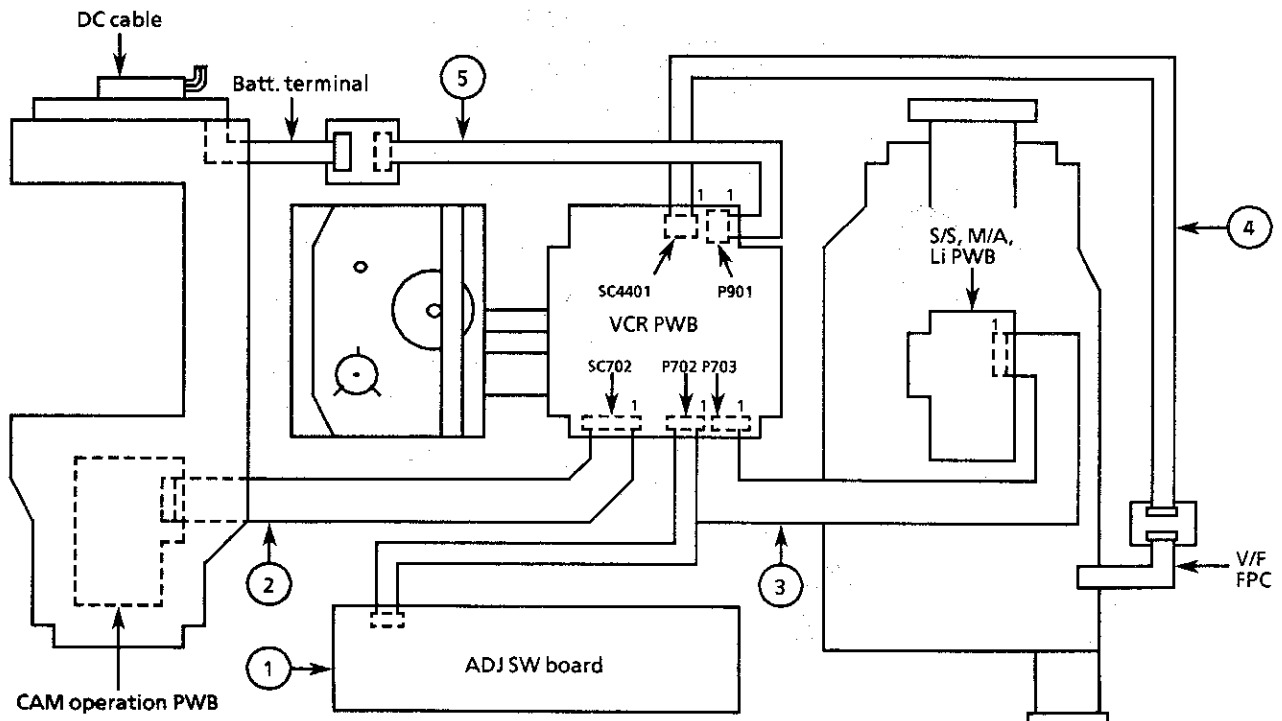 DC cable
Batt. terminal
5
1
1
4
S/S, M/A,
Li PWB
SC4401
P901
VCR PWB
1
SC702
P702
P703
1
1
1
2
3
V/F
FPC
1
ADJ SW board
CAM operation PWB